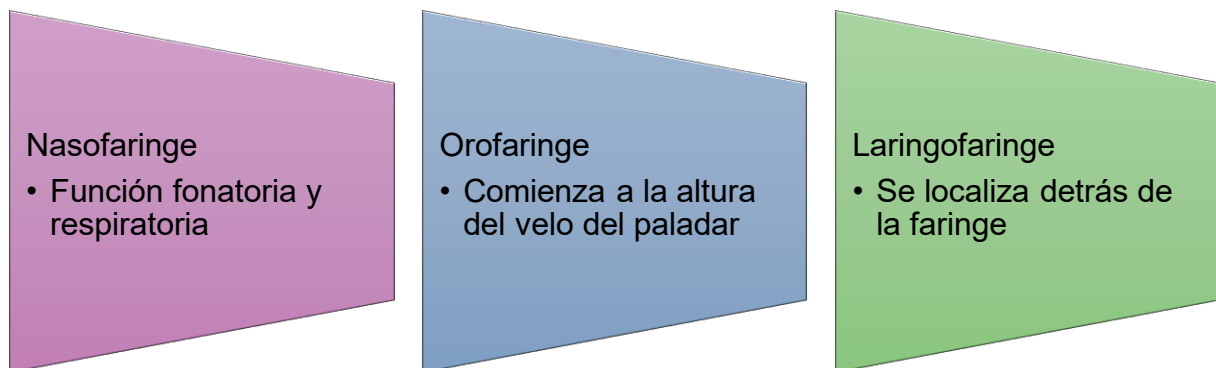 Nasofaringe
• Función fonatoria y
respiratoria
Orofaringe
• Comienza a la altura
del velo del paladar
Laringofaringe
• Se localiza detrás de
la faringe